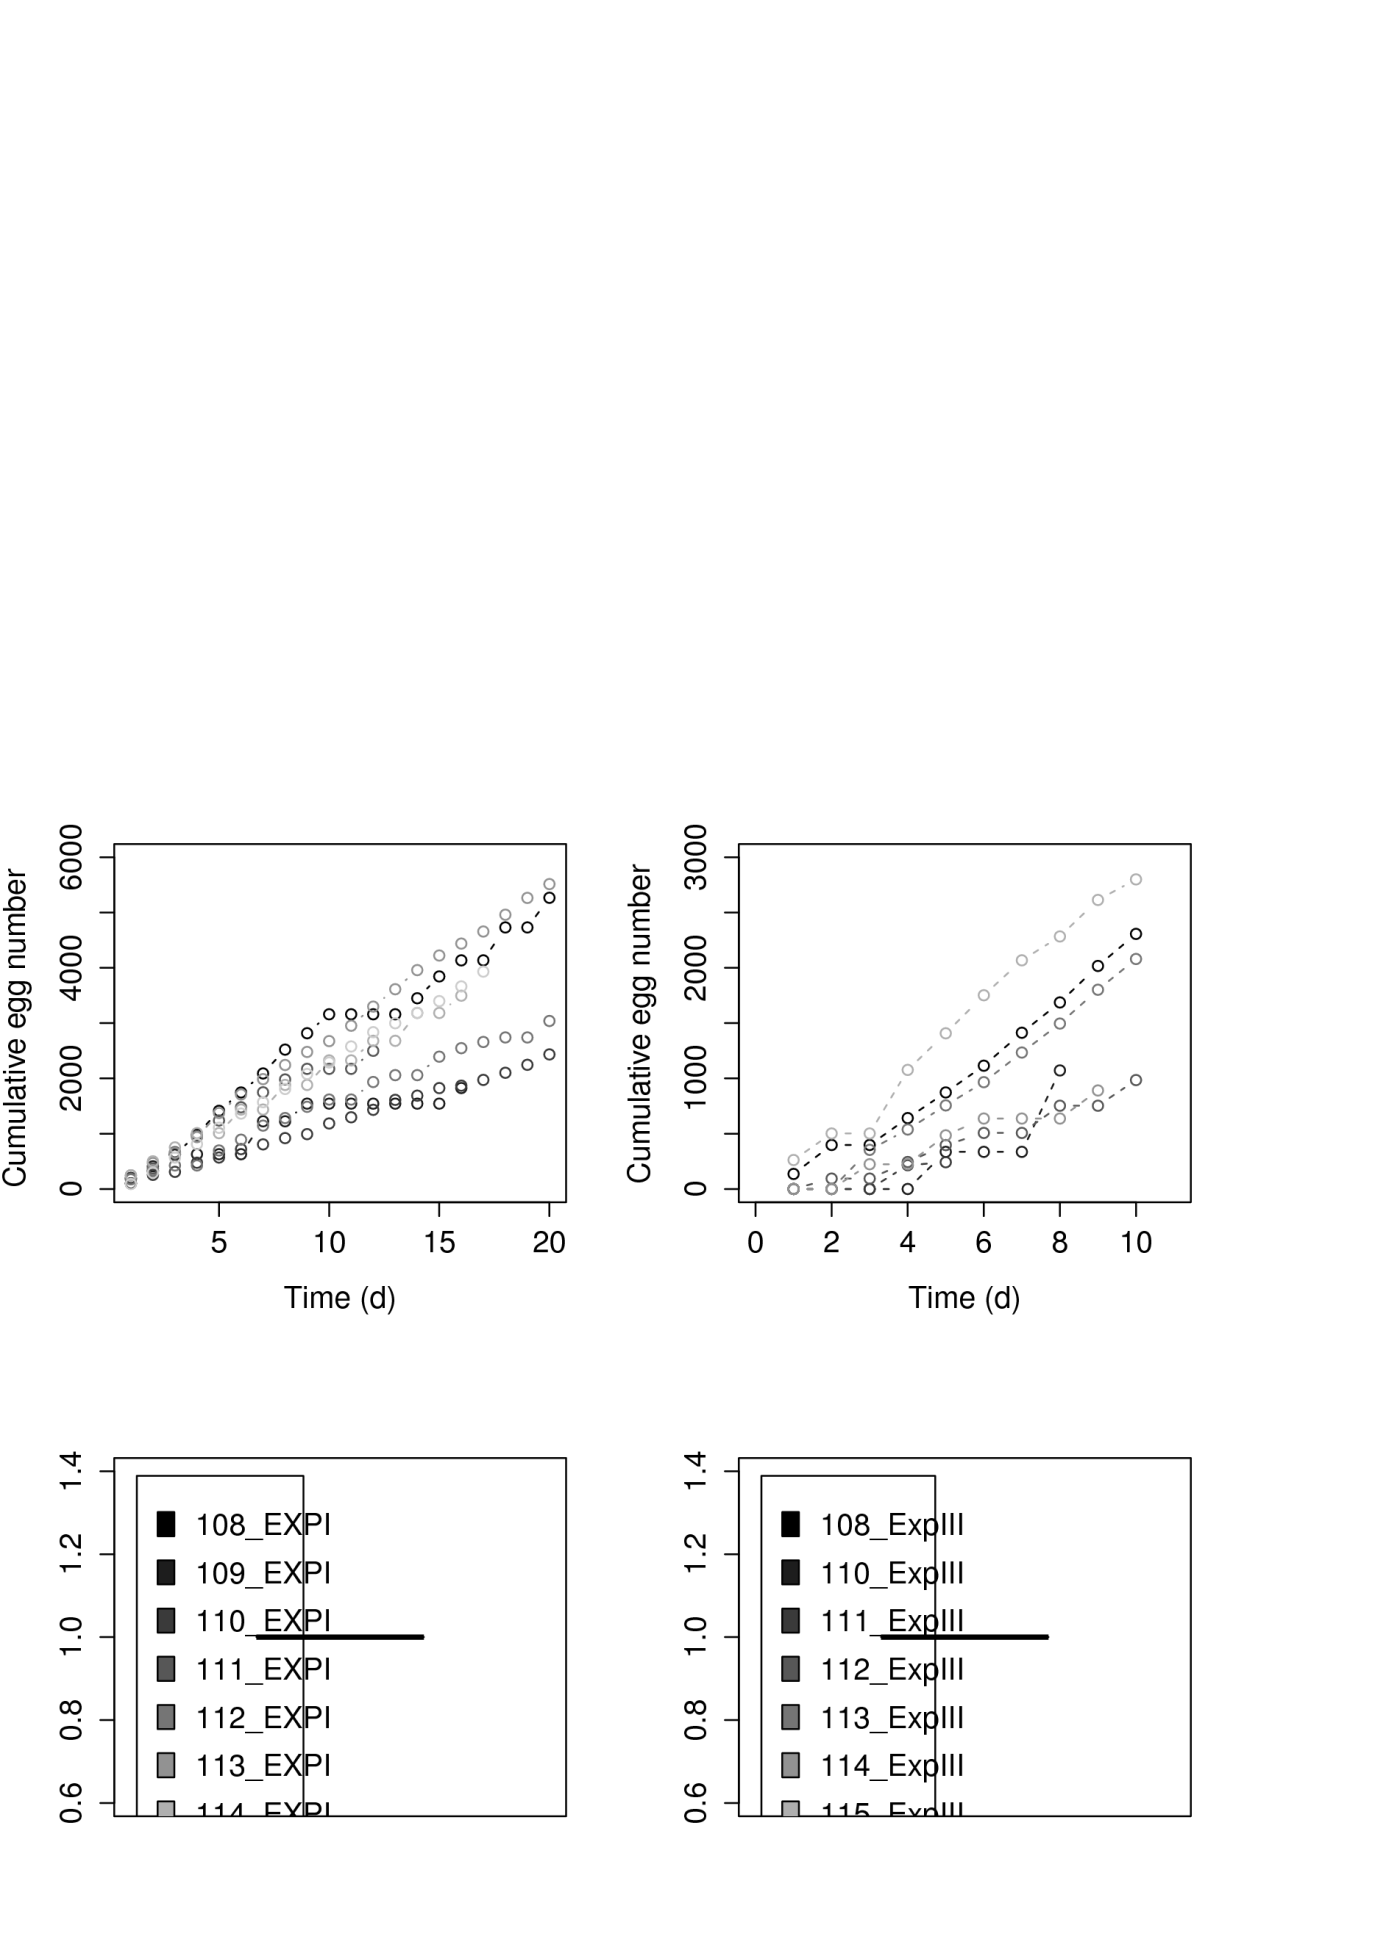 Cumulative egg number
6000
4000
2000
0
5 10 15 20
Time (d)
Cumulative egg number
3000
2000
1000
0
0 2 4 6 8 10
Time (d)
1.4
1.2
1.0
0.8
0.6
108_EXPI
109_EXPI
110_EXPI
111_EXPI
112_EXPI
113_EXPI
114_EXPI
1.4
1.2
1.0
0.8
0.6
108_ExpIII
110_ExpIII
111_ExpIII
112_ExpIII
113_ExpIII
114_ExpIII
115_ExpIII